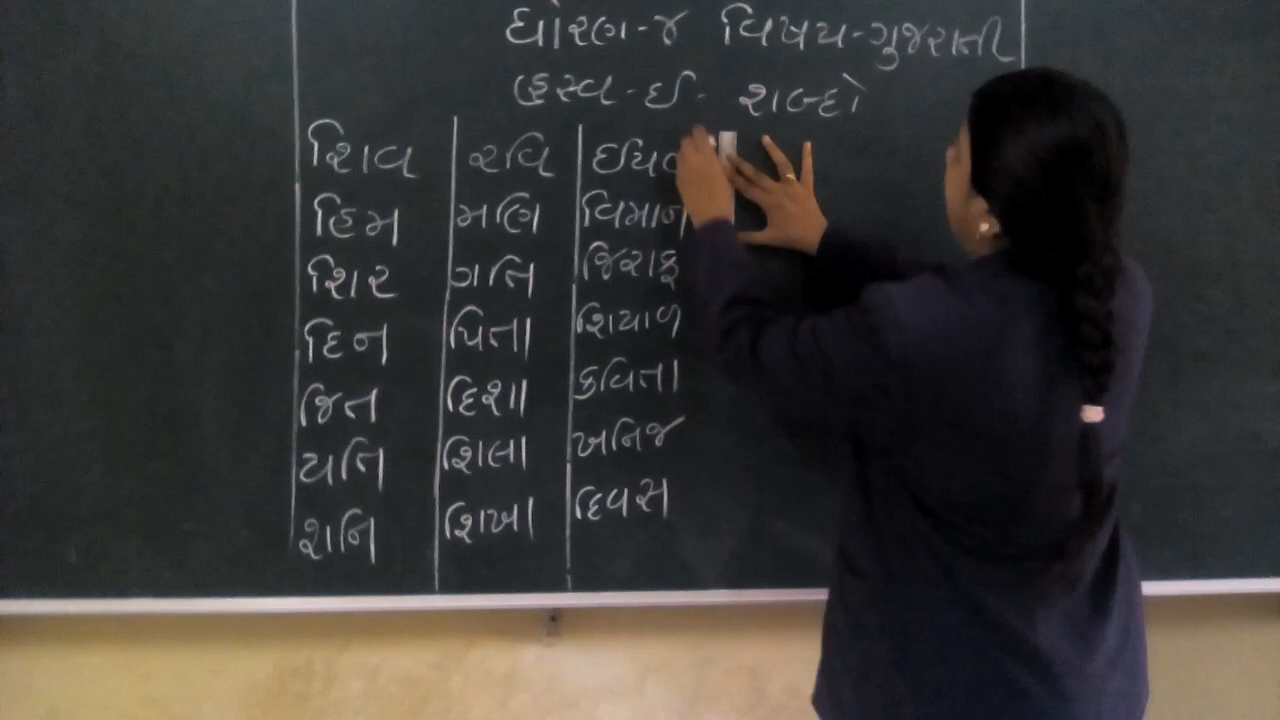 ધોરણ-૪ વિષય-ગુજરાતી
હ્રસ્વ-ઈ- શબ્દો
શિવ રવિ
હિમ મણિ વિમાન
શિર ગતિ જિરાફ
દિન પિતા શિયાળ
જિત દિશા કવિતા
યતિ શિલા ખનિજ
શનિ શિખા દિવસ